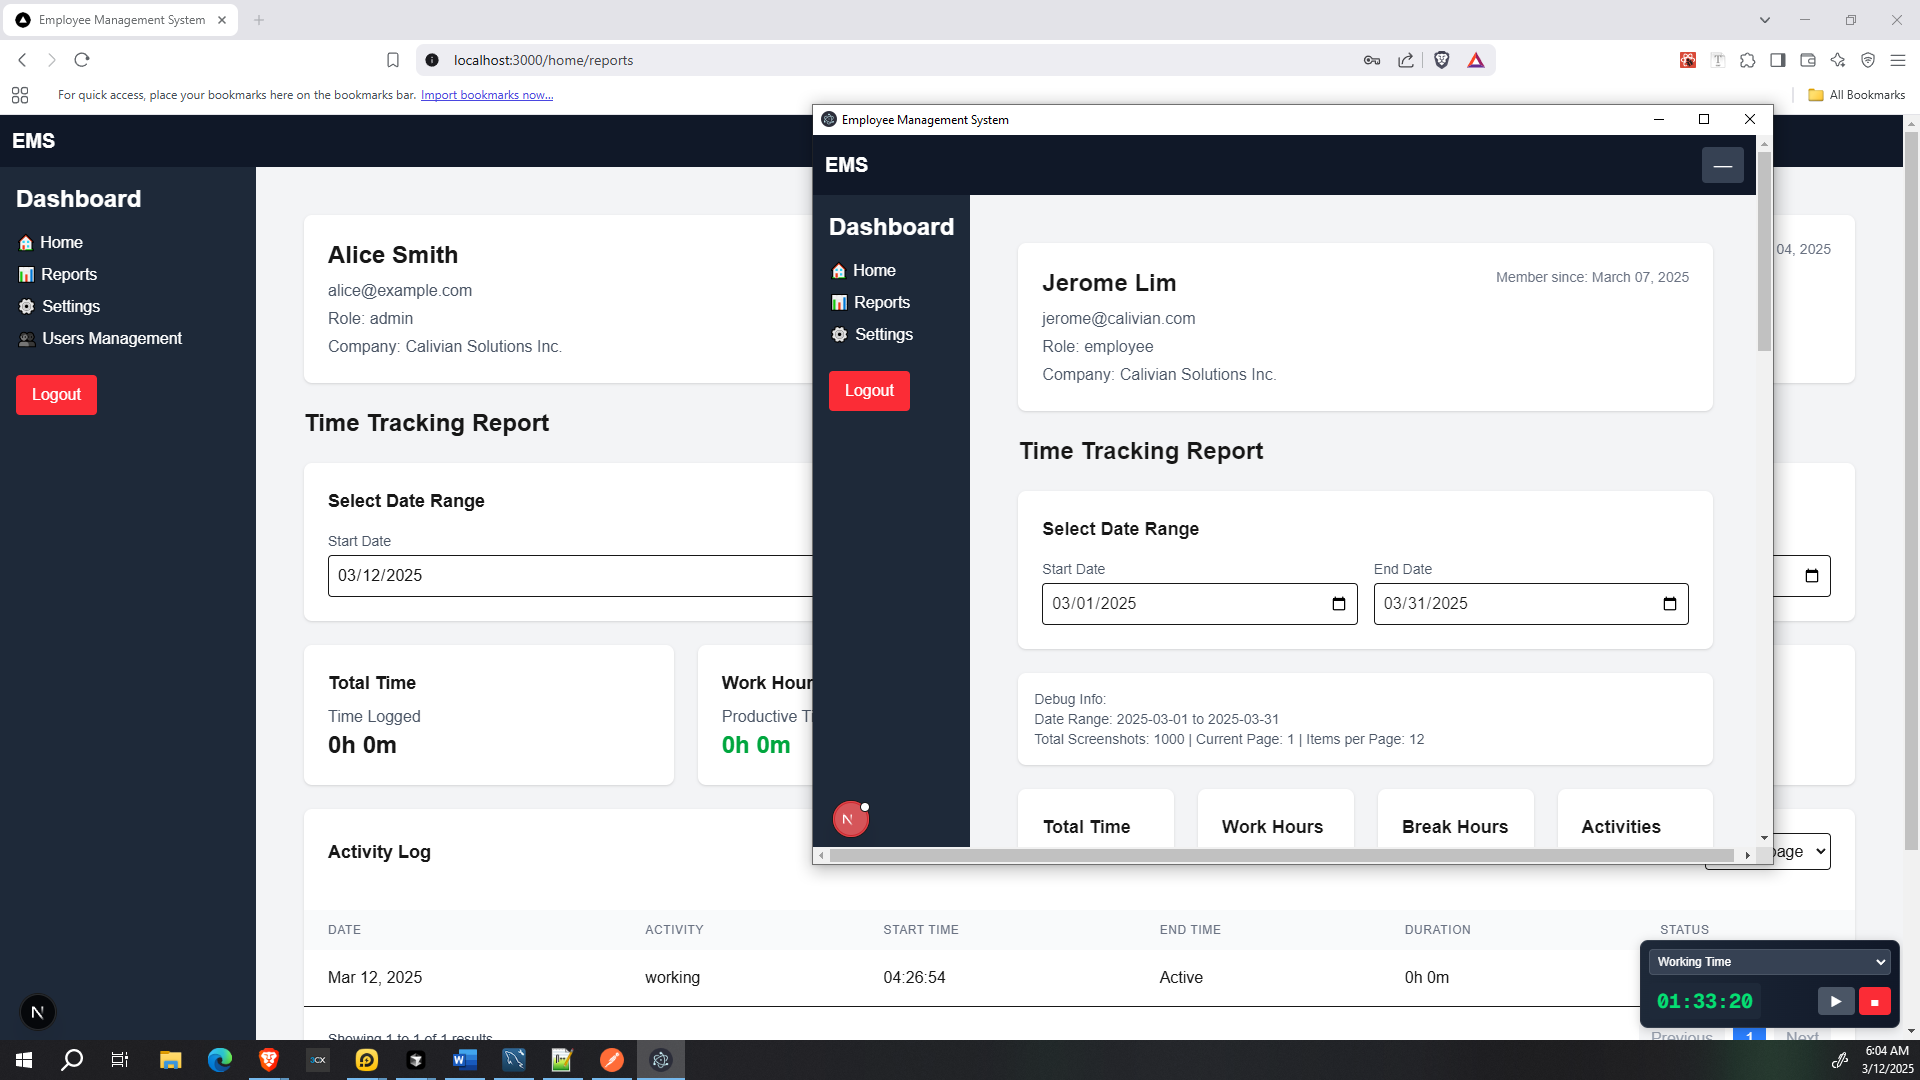 Employee Management System
localhost:3000/home/reports
For quick access, place your bookmarks here on the bookmarks bar. Import bookmarks now...
All Bookmarks
EMS
Dashboard
Home
Reports
Settings
Users Management
Logout
Alice Smith
alice@example.com
Role: admin
Company: Calivian Solutions Inc.
04, 2025
Time Tracking Report
Select Date Range
Start Date
03/12/2025
Total Time
Time Logged
0h 0m
Work Hour
Productive Ti
0h 0m
Activity Log
page
DATE ACTIVITY START TIME END TIME DURATION STATUS
Mar 12, 2025 working 04:26:54 Active 0h 0m
Showing 1 to 1 of 1 results
Previous 1 Next
Employee Management System
EMS
Dashboard
Home
Reports
Settings
Logout
Jerome Lim
Member since: March 07, 2025
jerome@calivian.com
Role: employee
Company: Calivian Solutions Inc.
Time Tracking Report
Select Date Range
Start Date End Date
03/01/2025 03/31/2025
Debug Info:
Date Range: 2025-03-01 to 2025-03-31
Total Screenshots: 1000 | Current Page: 1 | Items per Page: 12
Total Time Work Hours Break Hours Activities
N
N
Working Time
01:33:20
3CX
6:04 AM
3/12/2025